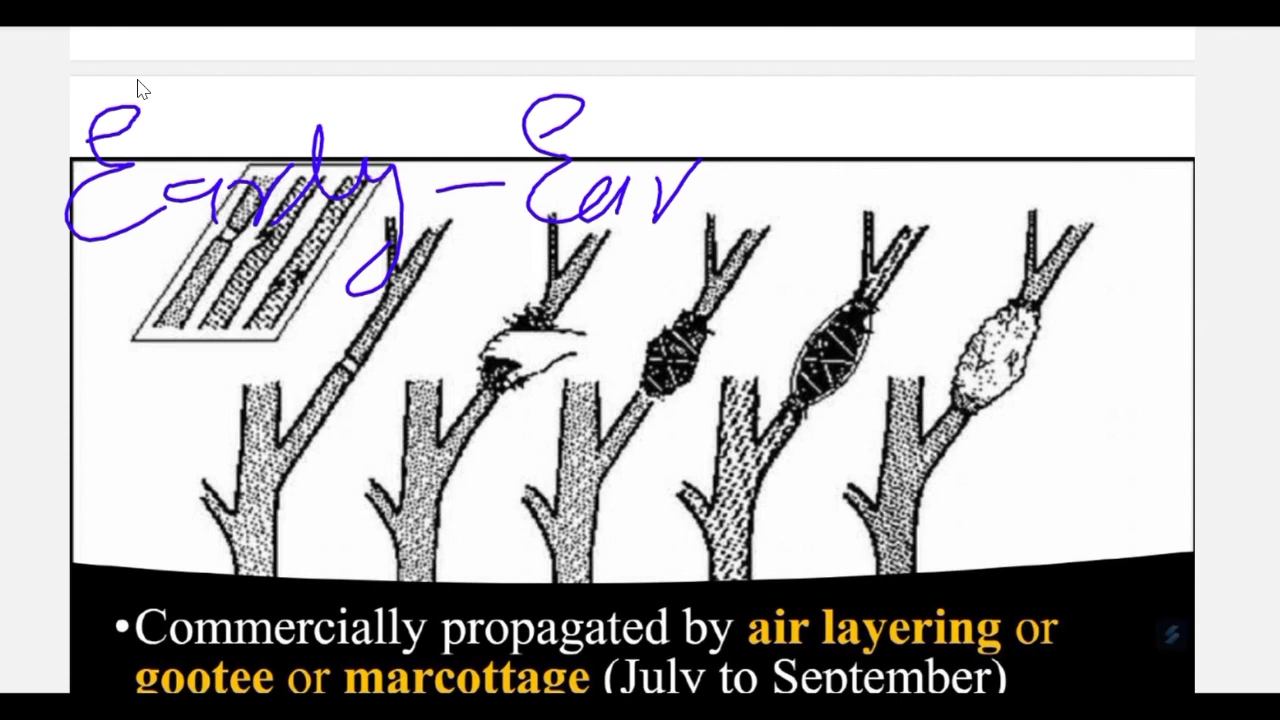 Early - Ear
•Commercially propagated by air layering or
gootee or marcottage (July to September)